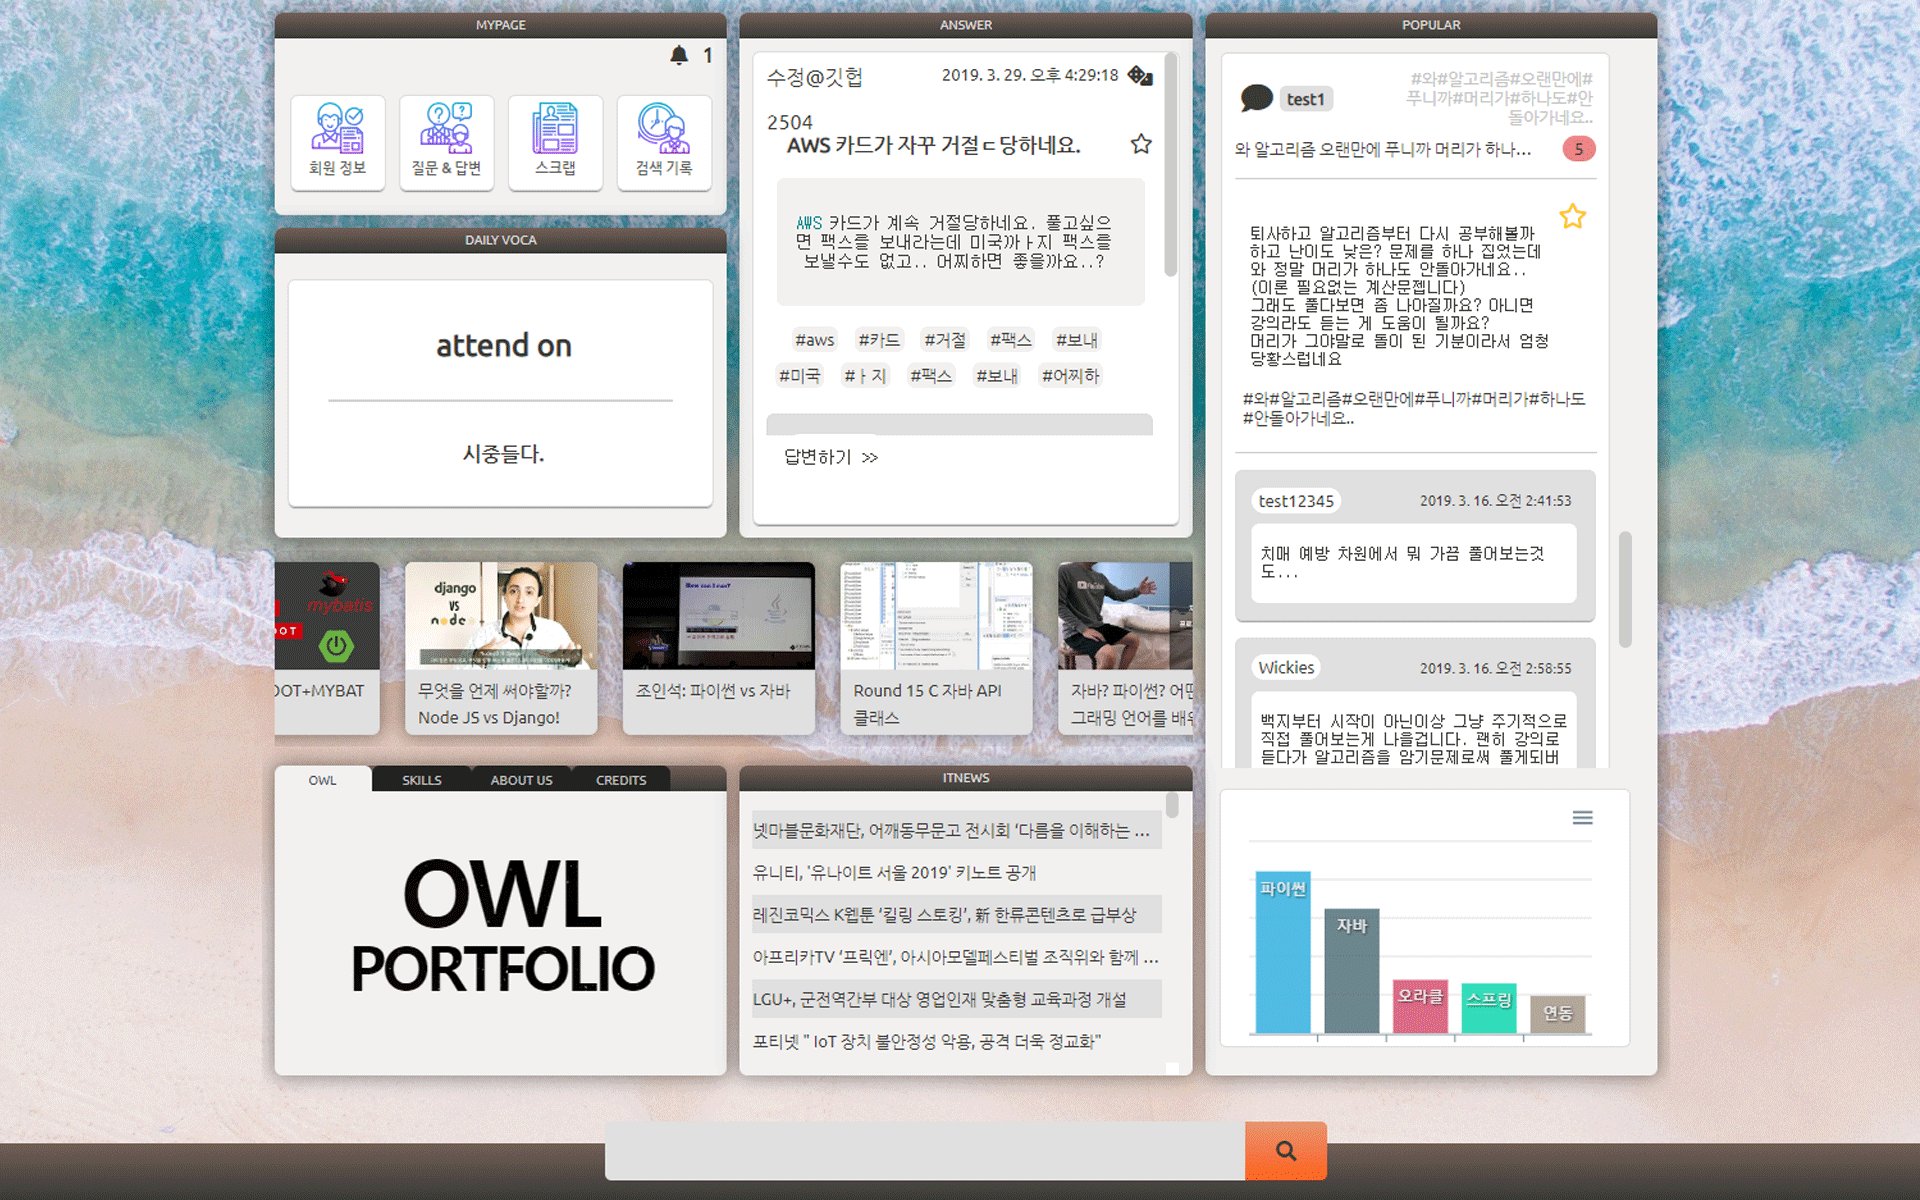 MYPAGE
1
회원 정보
질문 & 답변
스크랩
검색 기록
DAILY VOCA
attend on
시중들다.
ANSWER
수정@깃헙
2019. 3. 29. 오후 4:29:18
2504
AWS 카드가 자꾸 거절ㄷ당하네요.
AWS 카드가 계속 거절당하네요. 풀고싶으
면 팩스를 보내라는데 미국까ㅏ지 팩스를
보낼수도 없고.. 어찌하면 좋을까요..?
#aws #카드 #거절 #팩스 #보내
#미국 #ㅏ지 #팩스 #보내 #어찌하
답변하기 >>
POPULAR
test1
#와#알고리즘#오랜만에#
푸니까#머리가#하나도#안
돌아가네요..
와 알고리즘 오랜만에 푸니까 머리가 하나...
5
퇴사하고 알고리즘부터 다시 공부해볼까
하고 난이도 낮은? 문제를 하나 집었는데
와 정말 머리가 하나도 안돌아가네요..
(이론 필요없는 계산문젭니다)
그래도 풀다보면 좀 나아질까요? 아니면
강의라도 듣는 게 도움이 될까요?
머리가 그야말로 돌이 된 기분이라서 엄청
당황스럽네요
#와#알고리즘#오랜만에#푸니까#머리가#하나도
#안돌아가네요..
test12345
2019. 3. 16. 오전 2:41:53
치매 예방 차원에서 뭐 가끔 풀어보는것
도...
Wickies
2019. 3. 16. 오전 2:58:55
백지부터 시작이 아닌이상 그냥 주기적으로
직접 풀어보는게 나을겁니다. 괜히 강의로
듣다가 알고리즘을 암기문제로써 풀게되버
mybatis
OOT
OOT+MYBAT
django
VS
node
무엇을 언제 써야할까?
Node JS vs Django!
How can I run?
조인석: 파이썬 vs 자바
Round 15 C 자바 API
클래스
YouTube
자바? 파이썬? 어떤
그래밍 언어를 배우
OWL
SKILLS
ABOUT US
CREDITS
OWL
PORTFOLIO
ITNEWS
넷마블문화재단, 어깨동무문고 전시회 ‘다름을 이해하는 ...
유니티, '유나이트 서울 2019' 키노트 공개
레진코믹스 K웹툰 ‘킬링 스토킹’, 新 한류콘텐츠로 급부상
아프리카TV ‘프릭엔’, 아시아모델페스티벌 조직위와 함께 ...
LGU+, 군전역간부 대상 영업인재 맞춤형 교육과정 개설
포티넷 " IoT 장치 불안정성 악용, 공격 더욱 정교화"
파이썬
자바
오라클
스프링
연동